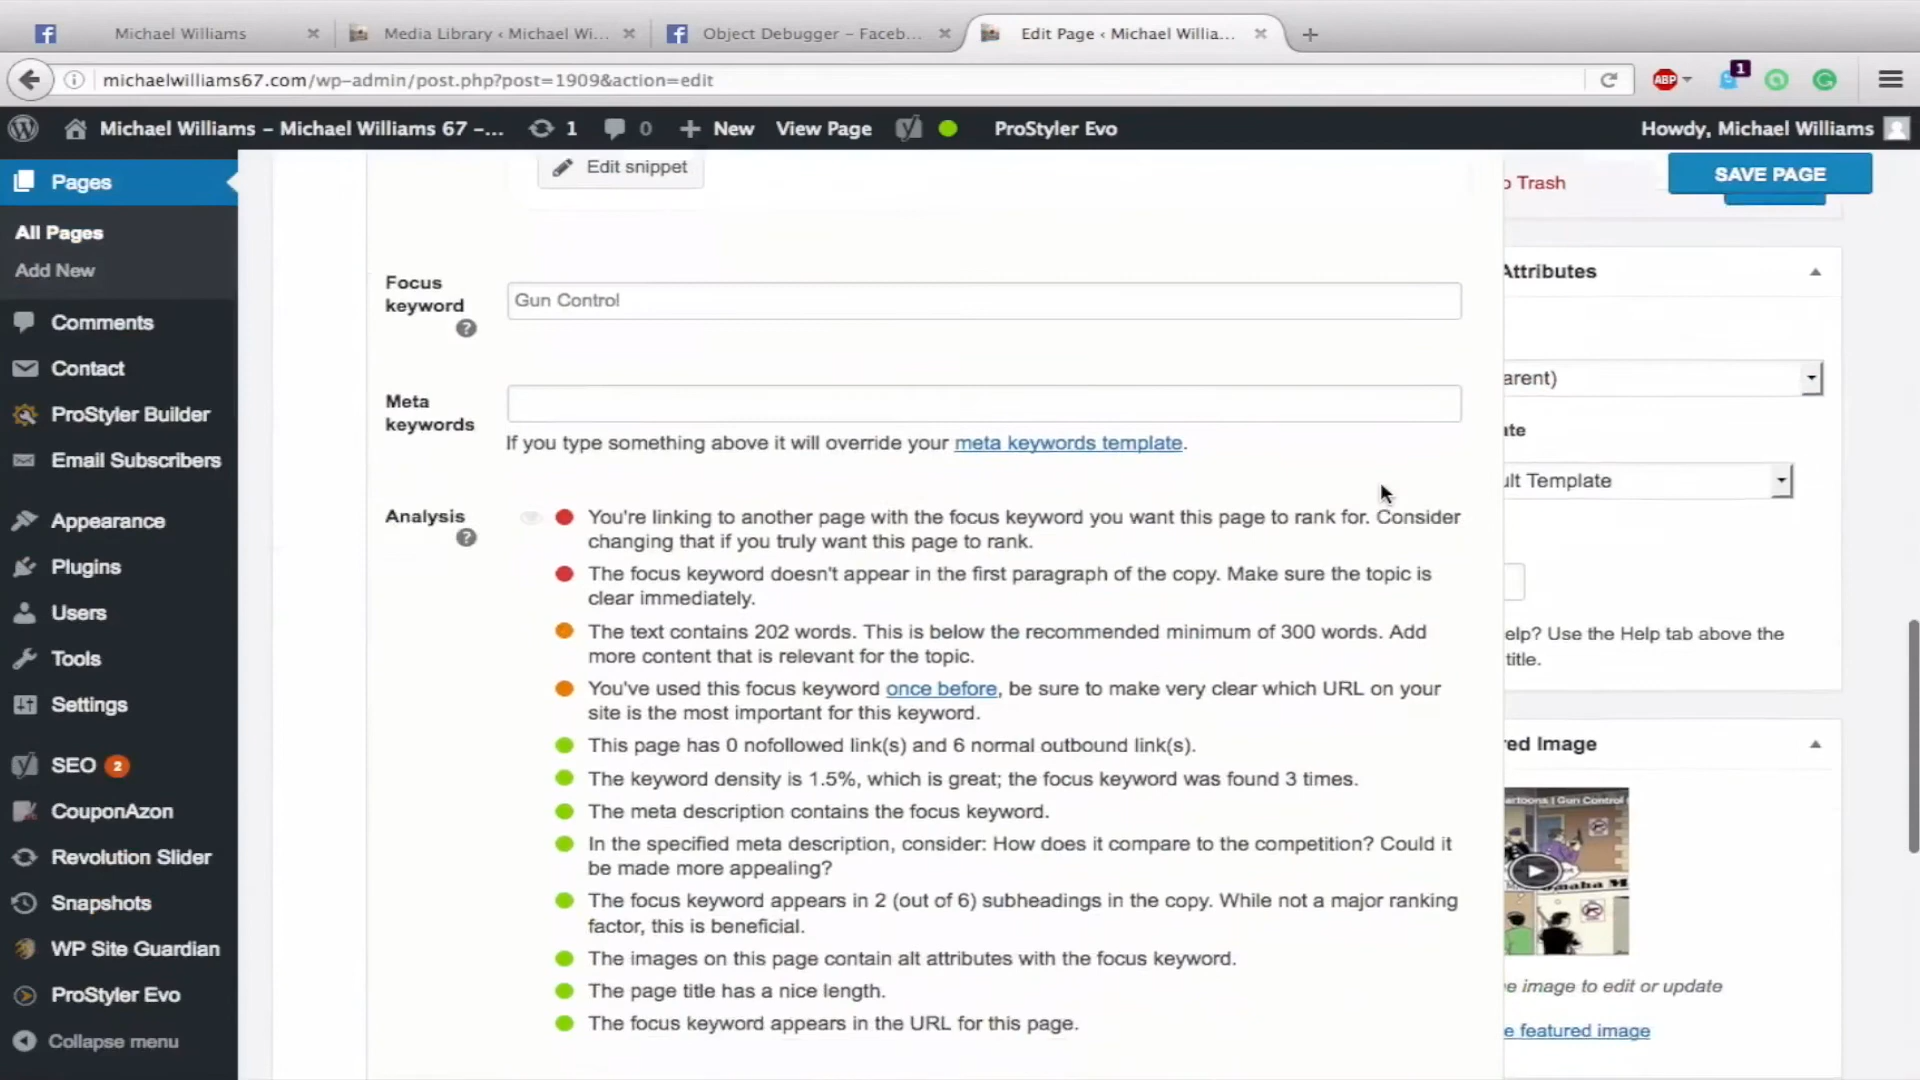 Michael Williams
Media Library ‹ Michael Wi...
Object Debugger – Faceb...
Edit Page ‹ Michael Willia...
michaelwilliams67.com/wp-admin/post.php?post=1909&action=edit
ABP
1
Michael Williams – Michael Williams 67 –...
1
0
New
View Page
ProStyler Evo
Howdy, Michael Williams
Pages
All Pages
Add New
Comments
Contact
ProStyler Builder
Email Subscribers
Appearance
Plugins
Users
Tools
Settings
SEO 2
CouponAzon
Revolution Slider
Snapshots
WP Site Guardian
ProStyler Evo
Collapse menu
Edit snippet
Focus
keyword
?
Gun Control
Meta
keywords
If you type something above it will override your meta keywords template.
Analysis
?
You're linking to another page with the focus keyword you want this page to rank for. Consider
changing that if you truly want this page to rank.
The focus keyword doesn't appear in the first paragraph of the copy. Make sure the topic is
clear immediately.
The text contains 202 words. This is below the recommended minimum of 300 words. Add
more content that is relevant for the topic.
You've used this focus keyword once before, be sure to make very clear which URL on your
site is the most important for this keyword.
This page has 0 nofollowed link(s) and 6 normal outbound link(s).
The keyword density is 1.5%, which is great; the focus keyword was found 3 times.
The meta description contains the focus keyword.
In the specified meta description, consider: How does it compare to the competition? Could it
be made more appealing?
The focus keyword appears in 2 (out of 6) subheadings in the copy. While not a major ranking
factor, this is beneficial.
The images on this page contain alt attributes with the focus keyword.
The page title has a nice length.
The focus keyword appears in the URL for this page.
o Trash
SAVE PAGE
Attributes
arent)
ate
ult Template
elp? Use the Help tab above the
title.
red Image
artoons | Gun Control
maha M
e image to edit or update
e featured image